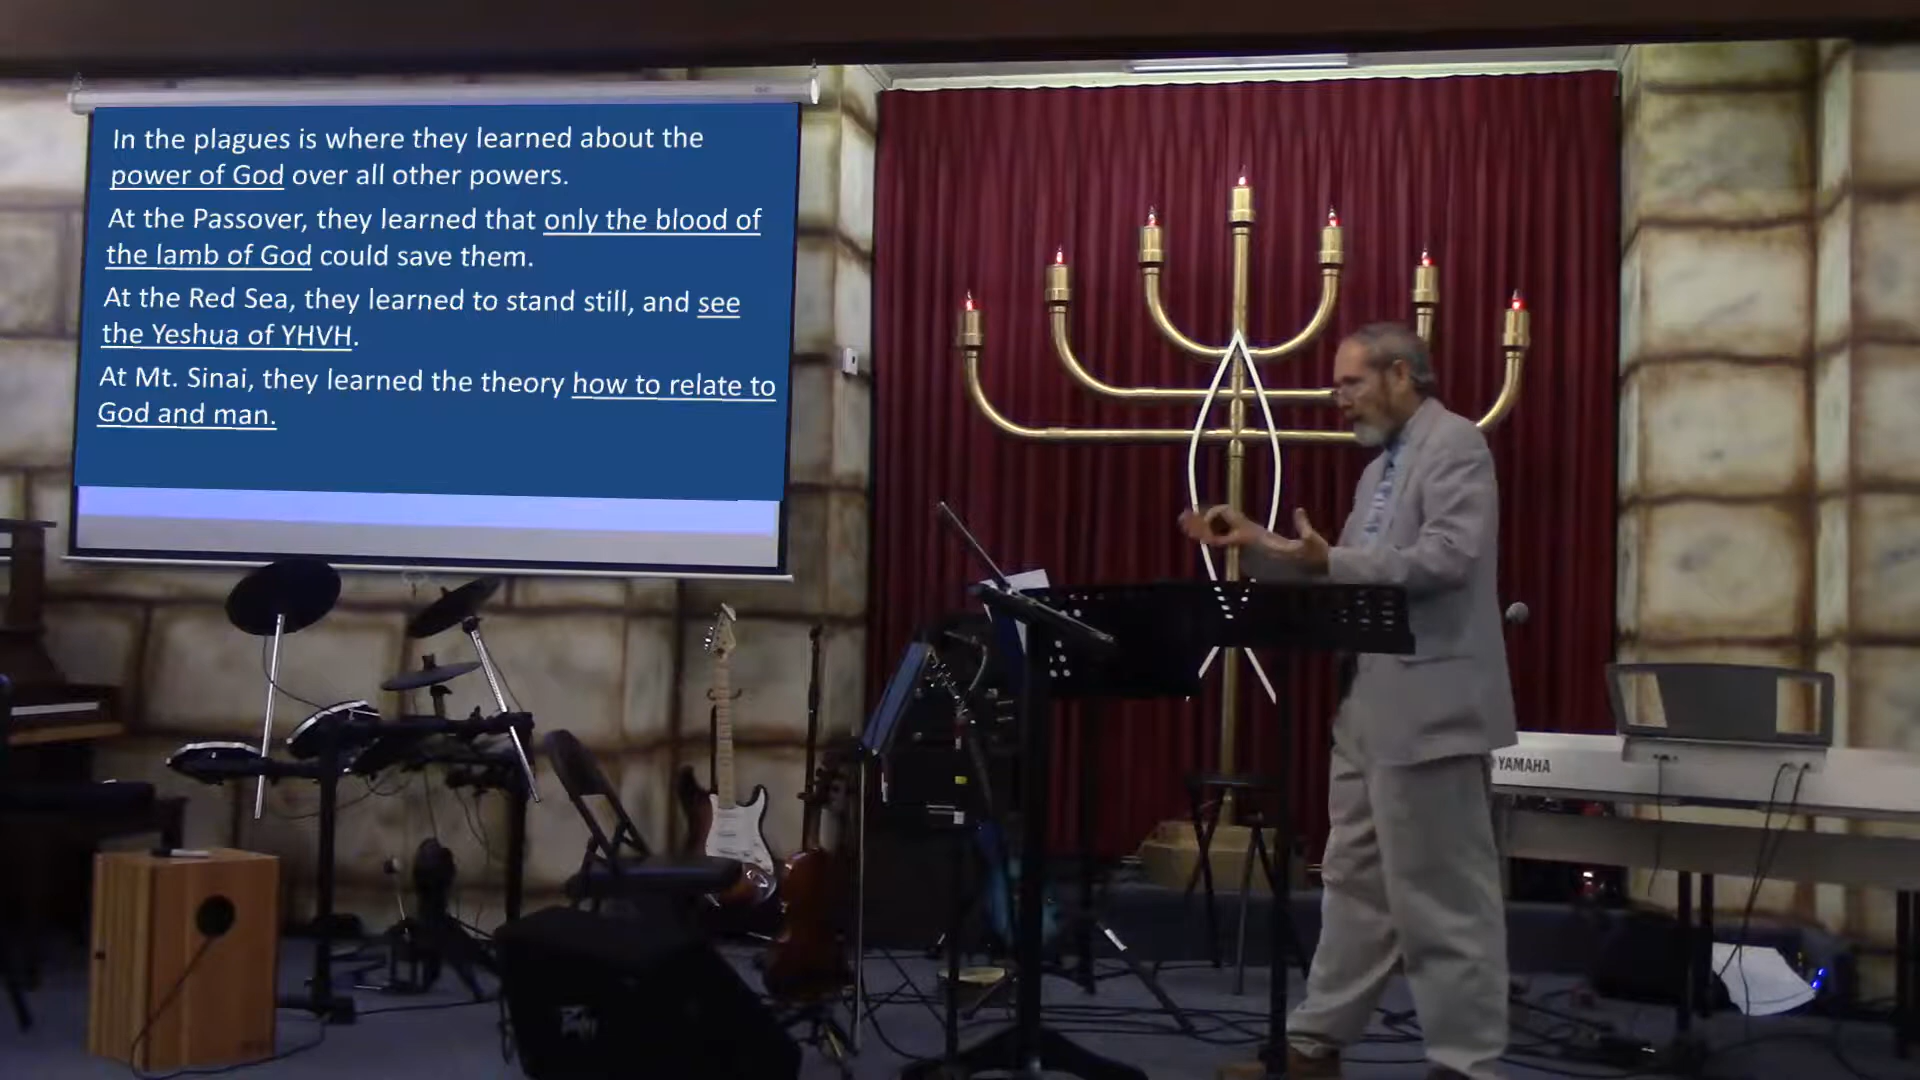 In the plagues is where they learned about the
power of God over all other powers.
At the Passover, they learned that only the blood of
the lamb of God could save them.
At the Red Sea, they learned to stand still, and see
the Yeshua of YHVH.
At Mt. Sinai, they learned the theory how to relate to
God and man.
YAMAHA